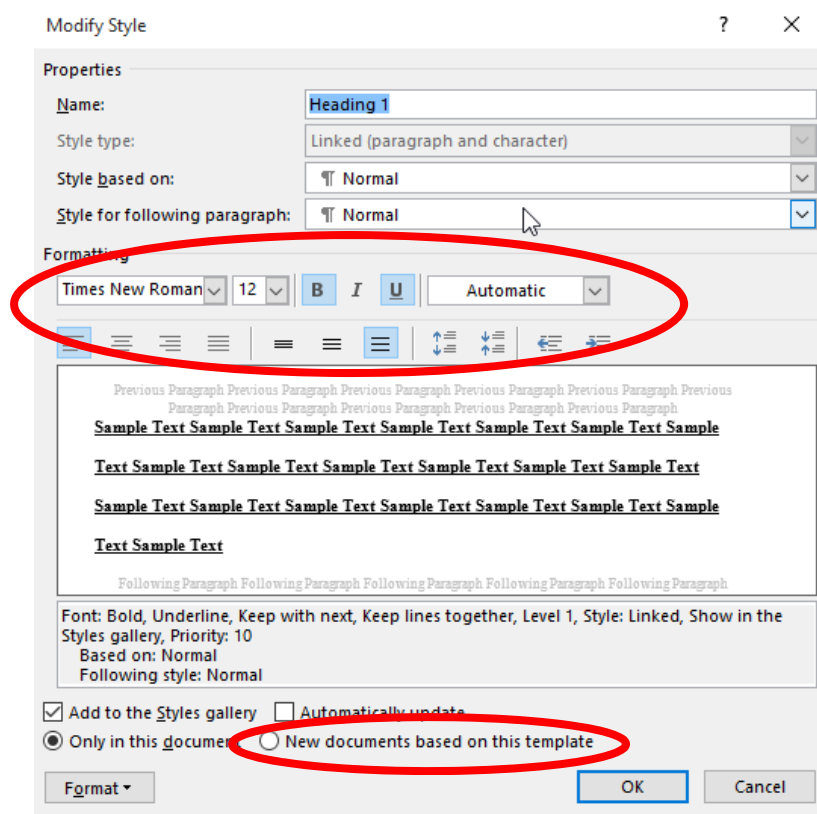 Modify Style ?
Properties
Name: Heading 1
Style type: Linked (paragraph and character)
Style based on: ¶ Normal
Style for following paragraph: ¶ Normal
Formatting
Times New Roman 12 B I U Automatic
Previous Paragraph Previous Paragraph Previous Paragraph Previous Paragraph Previous Paragraph Previous
Paragraph Previous Paragraph Previous Paragraph Previous Paragraph Previous Paragraph
Sample Text Sample Text Sample Text Sample Text Sample Text Sample Text Sample
Text Sample Text Sample Text Sample Text Sample Text Sample Text Sample Text
Sample Text Sample Text Sample Text Sample Text Sample Text Sample Text Sample
Text Sample Text
Following Paragraph Following Paragraph Following Paragraph Following Paragraph Following Paragraph
Font: Bold, Underline, Keep with next, Keep lines together, Level 1, Style: Linked, Show in the
Styles gallery, Priority: 10
Based on: Normal
Following style: Normal
Add to the Styles gallery Automatically update
Only in this document New documents based on this template
Format OK Cancel